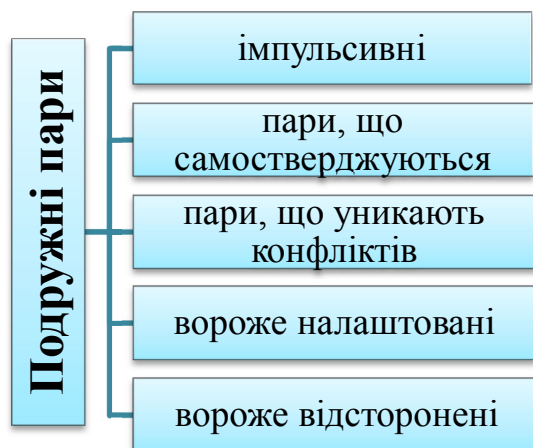 Подружні пари
імпульсивні
пари, що
самостверджуються
пари, що уникають
конфліктів
вороже налаштовані
вороже відсторонені